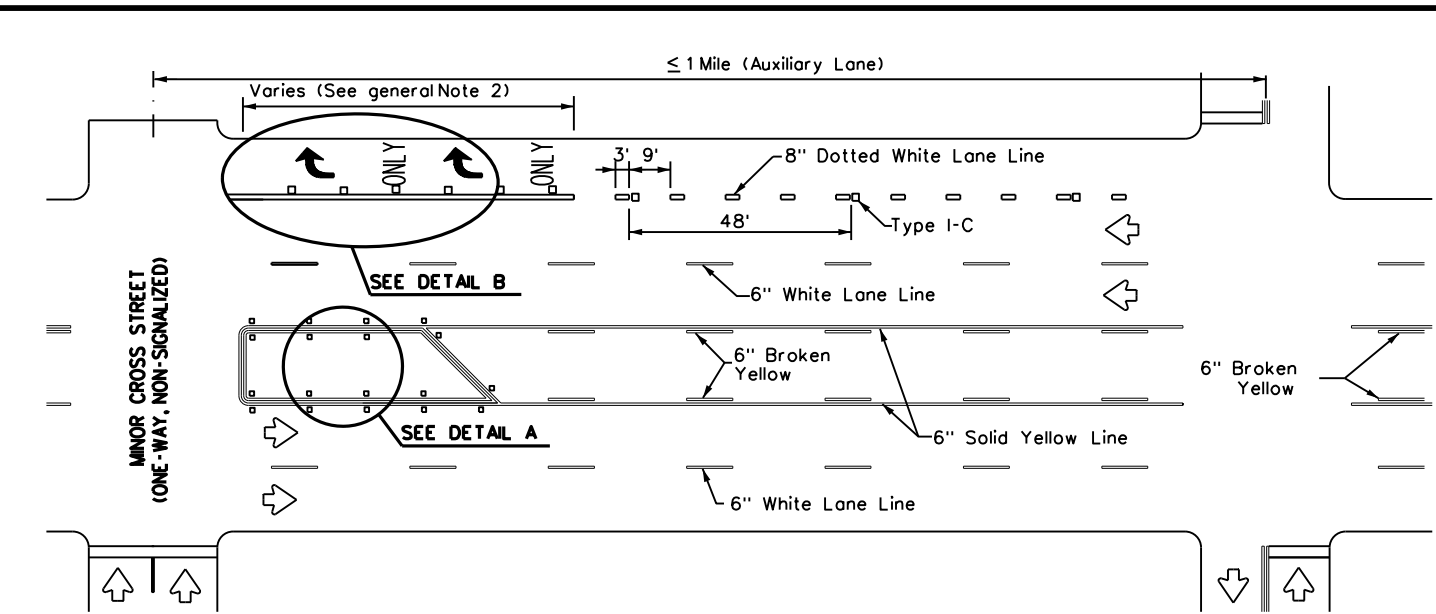 ≤ 1 Mile (Auxiliary Lane)
Varies (See general Note 2)
ONLY
ONLY
3'
9'
8" Dotted White Lane Line
48'
Type I-C
SEE DETAIL B
6" White Lane Line
MINOR CROSS STREET
(ONE-WAY, NON-SIGNALIZED)
6" Broken
Yellow
6" Broken
Yellow
SEE DETAIL A
6" Solid Yellow Line
6" White Lane Line